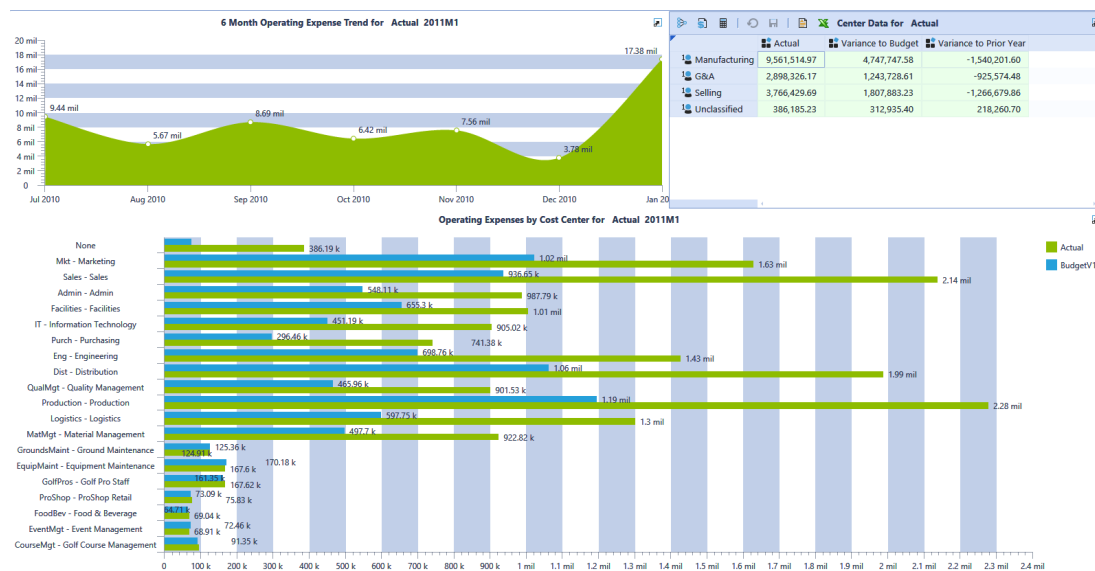 6 Month Operating Expense Trend for Actual 2011M1
20 mil
18 mil
16 mil
14 mil
12 mil
10 mil
8 mil
6 mil
4 mil
2 mil
0
9.44 mil
5.67 mil
8.69 mil
6.42 mil
7.56 mil
3.78 mil
17.38 mil
Jul 2010 Aug 2010 Sep 2010 Oct 2010 Nov 2010 Dec 2010 Jan 20
Center Data for Actual
Actual Variance to Budget Variance to Prior Year
Manufacturing 9,561,514.97 4,747,747.58 -1,540,201.60
G&A 2,898,326.17 1,243,728.61 -925,574.48
Selling 3,766,429.69 1,807,883.23 -1,266,679.86
Unclassified 386,185.23 312,935.40 218,260.70
Operating Expenses by Cost Center for Actual 2011M1
Actual
BudgetV1
None 386.19 k
Mkt - Marketing 1.02 mil 1.63 mil
Sales - Sales 936.65 k 2.14 mil
Admin - Admin 548.11 k 987.79 k
Facilities - Facilities 655.3 k 1.01 mil
IT - Information Technology 451.19 k 905.02 k
Purch - Purchasing 296.46 k 741.38 k
Eng - Engineering 698.76 k 1.43 mil
Dist - Distribution 1.06 mil 1.99 mil
QualMgt - Quality Management 465.96 k 901.53 k
Production - Production 1.19 mil 2.28 mil
Logistics - Logistics 597.75 k 1.3 mil
MatMgt - Material Management 497.7 k 922.82 k
GroundsMaint - Ground Maintenance 125.36 k 124.91 k
EquipMaint - Equipment Maintenance 170.18 k 167.6 k
GolfPros - Golf Pro Staff 161.35 k 167.62 k
ProShop - ProShop Retail 73.09 k 75.83 k
FoodBev - Food & Beverage 64.71 k 69.04 k
EventMgt - Event Management 72.46 k 68.91 k
CourseMgt - Golf Course Management 91.35 k
0 100 k 200 k 300 k 400 k 500 k 600 k 700 k 800 k 900 k 1 mil 1.1 mil 1.2 mil 1.3 mil 1.4 mil 1.5 mil 1.6 mil 1.7 mil 1.8 mil 1.9 mil 2 mil 2.1 mil 2.2 mil 2.3 mil 2.4 mil